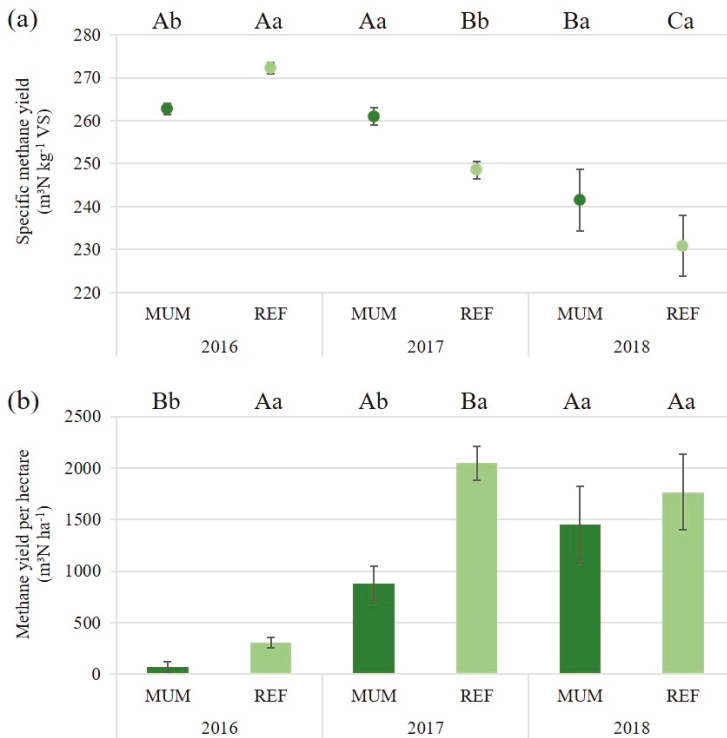 (a)
Ab Aa Aa Bb Ba Ca
Specific methane yield
(m³N kg⁻¹ VS)
280
270
260
250
240
230
220
MUM REF MUM REF MUM REF
2016 2017 2018
(b)
Bb Aa Ab Ba Aa Aa
Methane yield per hectare
(m³N ha⁻¹)
2500
2000
1500
1000
500
0
MUM REF MUM REF MUM REF
2016 2017 2018